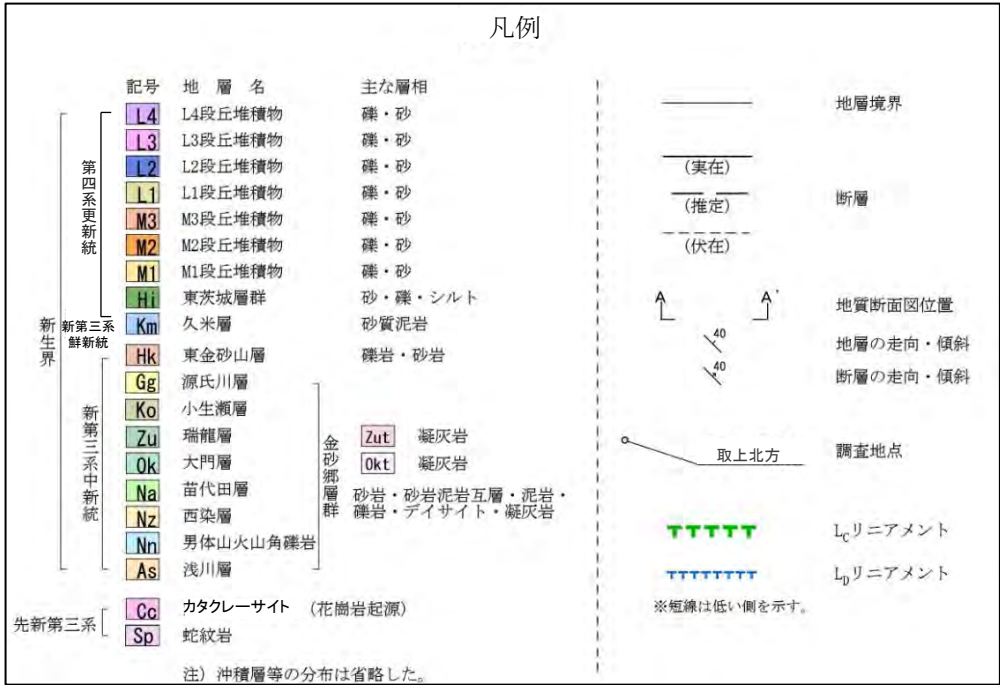 凡例
記号 地層名 主な層相
L4 L4段丘堆積物 礫・砂
L3 L3段丘堆積物 礫・砂
L2 L2段丘堆積物 礫・砂
L1 L1段丘堆積物 礫・砂
M3 M3段丘堆積物 礫・砂
M2 M2段丘堆積物 礫・砂
M1 M1段丘堆積物 礫・砂
Hi 東茨城層群 砂・礫・シルト
Km 久米層 砂質泥岩
Hk 東金砂山層 礫岩・砂岩
Gg 源氏川層
Ko 小生瀬層
Zu 瑞龍層 Zut 凝灰岩
Ok 大門層 Okt 凝灰岩
Na 苗代田層
Nz 西染層
砂岩・砂岩泥岩互層・泥岩・
礫岩・デイサイト・凝灰岩
Nn 男体山火山角礫岩
As 浅川層
金砂郷層群
Cc カタクレーサイト (花崗岩起源)
Sp 蛇紋岩
新生界
第四系更新統
新第三系
鮮新統
新第三系中新統
先新第三系
注)沖積層等の分布は省略した。
地層境界
(実在)
(推定) 断層
(伏在)
A A' 地質断面図位置
40 地層の走向・傾斜
40 断層の走向・傾斜
取上北方 調査地点
LCリニアメント
LDリニアメント
※短線は低い側を示す。